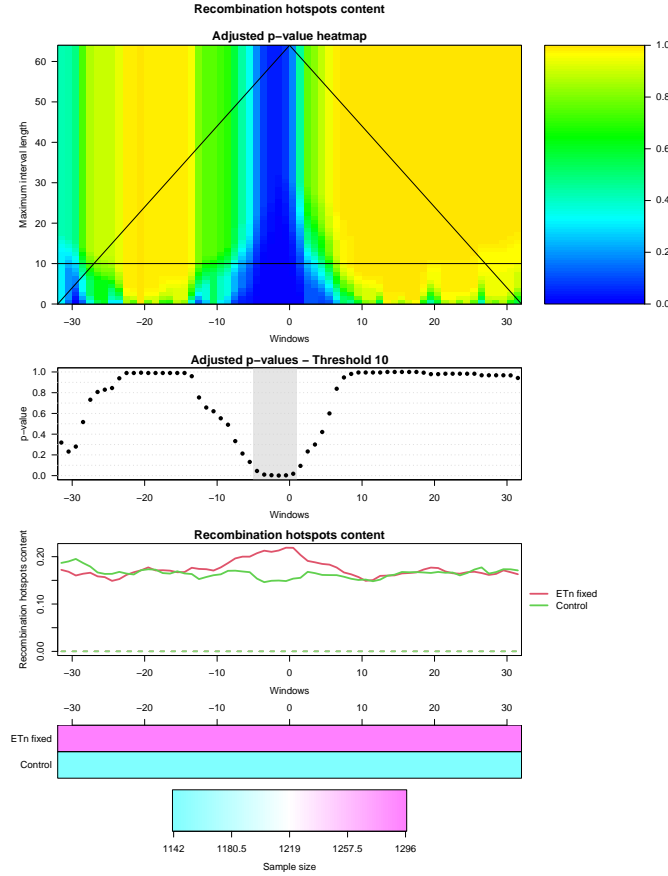 Recombination hotspots content
Adjusted p−value heatmap
Maximum interval length
60
50
40
30
20
10
0
−30 −20 −10 0 10 20 30
Windows
1.0
0.8
0.6
0.4
0.2
0.0
Adjusted p−values − Threshold 10
p−value
1.0
0.8
0.6
0.4
0.2
0.0
−30 −20 −10 0 10 20 30
Windows
Recombination hotspots content
Recombination hotspots content
0.20
0.10
0.00
−30 −20 −10 0 10 20 30
Windows
ETn fixed
Control
−30 −20 −10 0 10 20 30
ETn fixed
Control
1142 1180.5 1219 1257.5 1296
Sample size